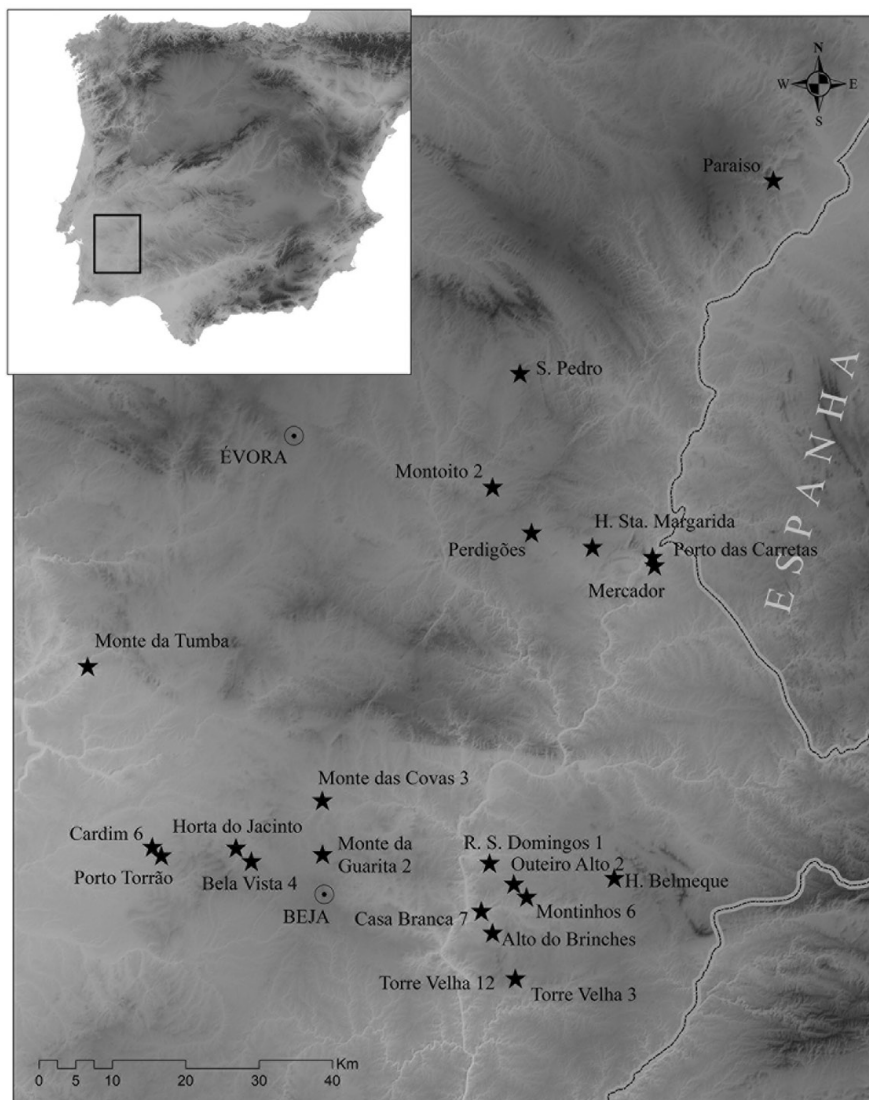 N
W E
S
Paraiso
S. Pedro
ESPANHA
ÉVORA
Montoito 2
H. Sta. Margarida
Perdigões
Porto das Carretas
Mercador
Monte da Tumba
Monte das Covas 3
Cardim 6
Horta do Jacinto
Monte da
Guarita 2
R. S. Domingos 1
Outeiro Alto 2
Porto Torrão
Bela Vista 4
H. Belmeque
BEJA
Casa Branca 7
Montinhos 6
Alto do Brinches
Torre Velha 12
Torre Velha 3
Km
0 5 10 20 30 40